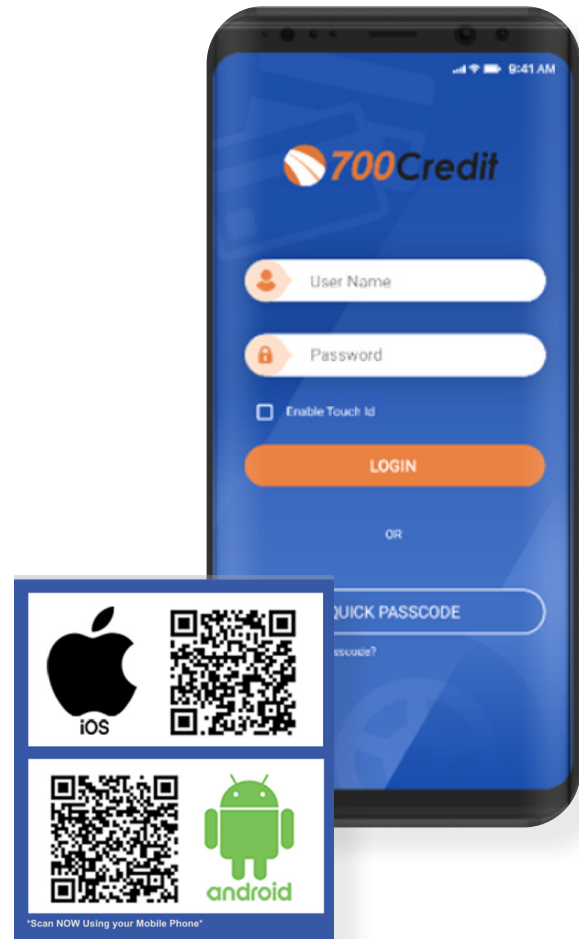 9:41 AM
700Credit
User Name
Password
Enable Touch Id
LOGIN
OR
QUICK PASSCODE
iOS
android
*Scan NOW Using your Mobile Phone*